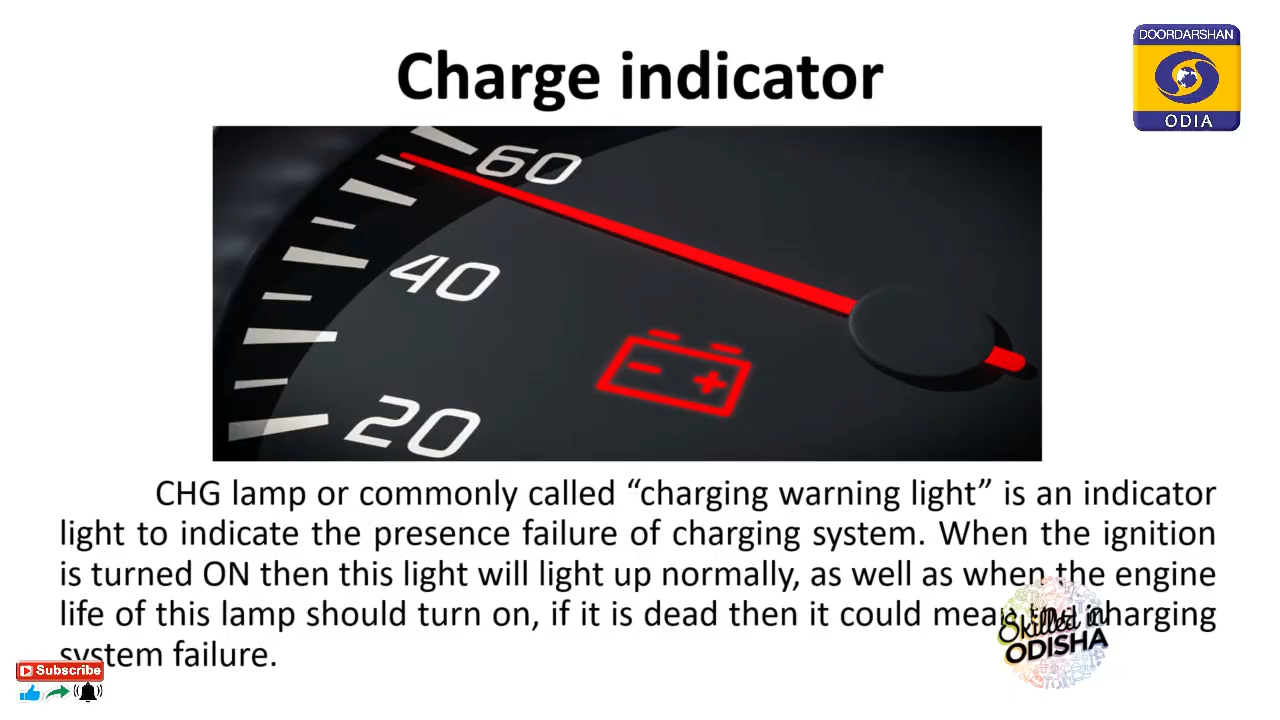 Charge indicator
DOORDARSHAN
ODIA
60
40
20
CHG lamp or commonly called “charging warning light” is an indicator
light to indicate the presence failure of charging system. When the ignition
is turned ON then this light will light up normally, as well as when the engine
life of this lamp should turn on, if it is dead then it could mean charging
system failure.
Skilled in
ODISHA
Subscribe